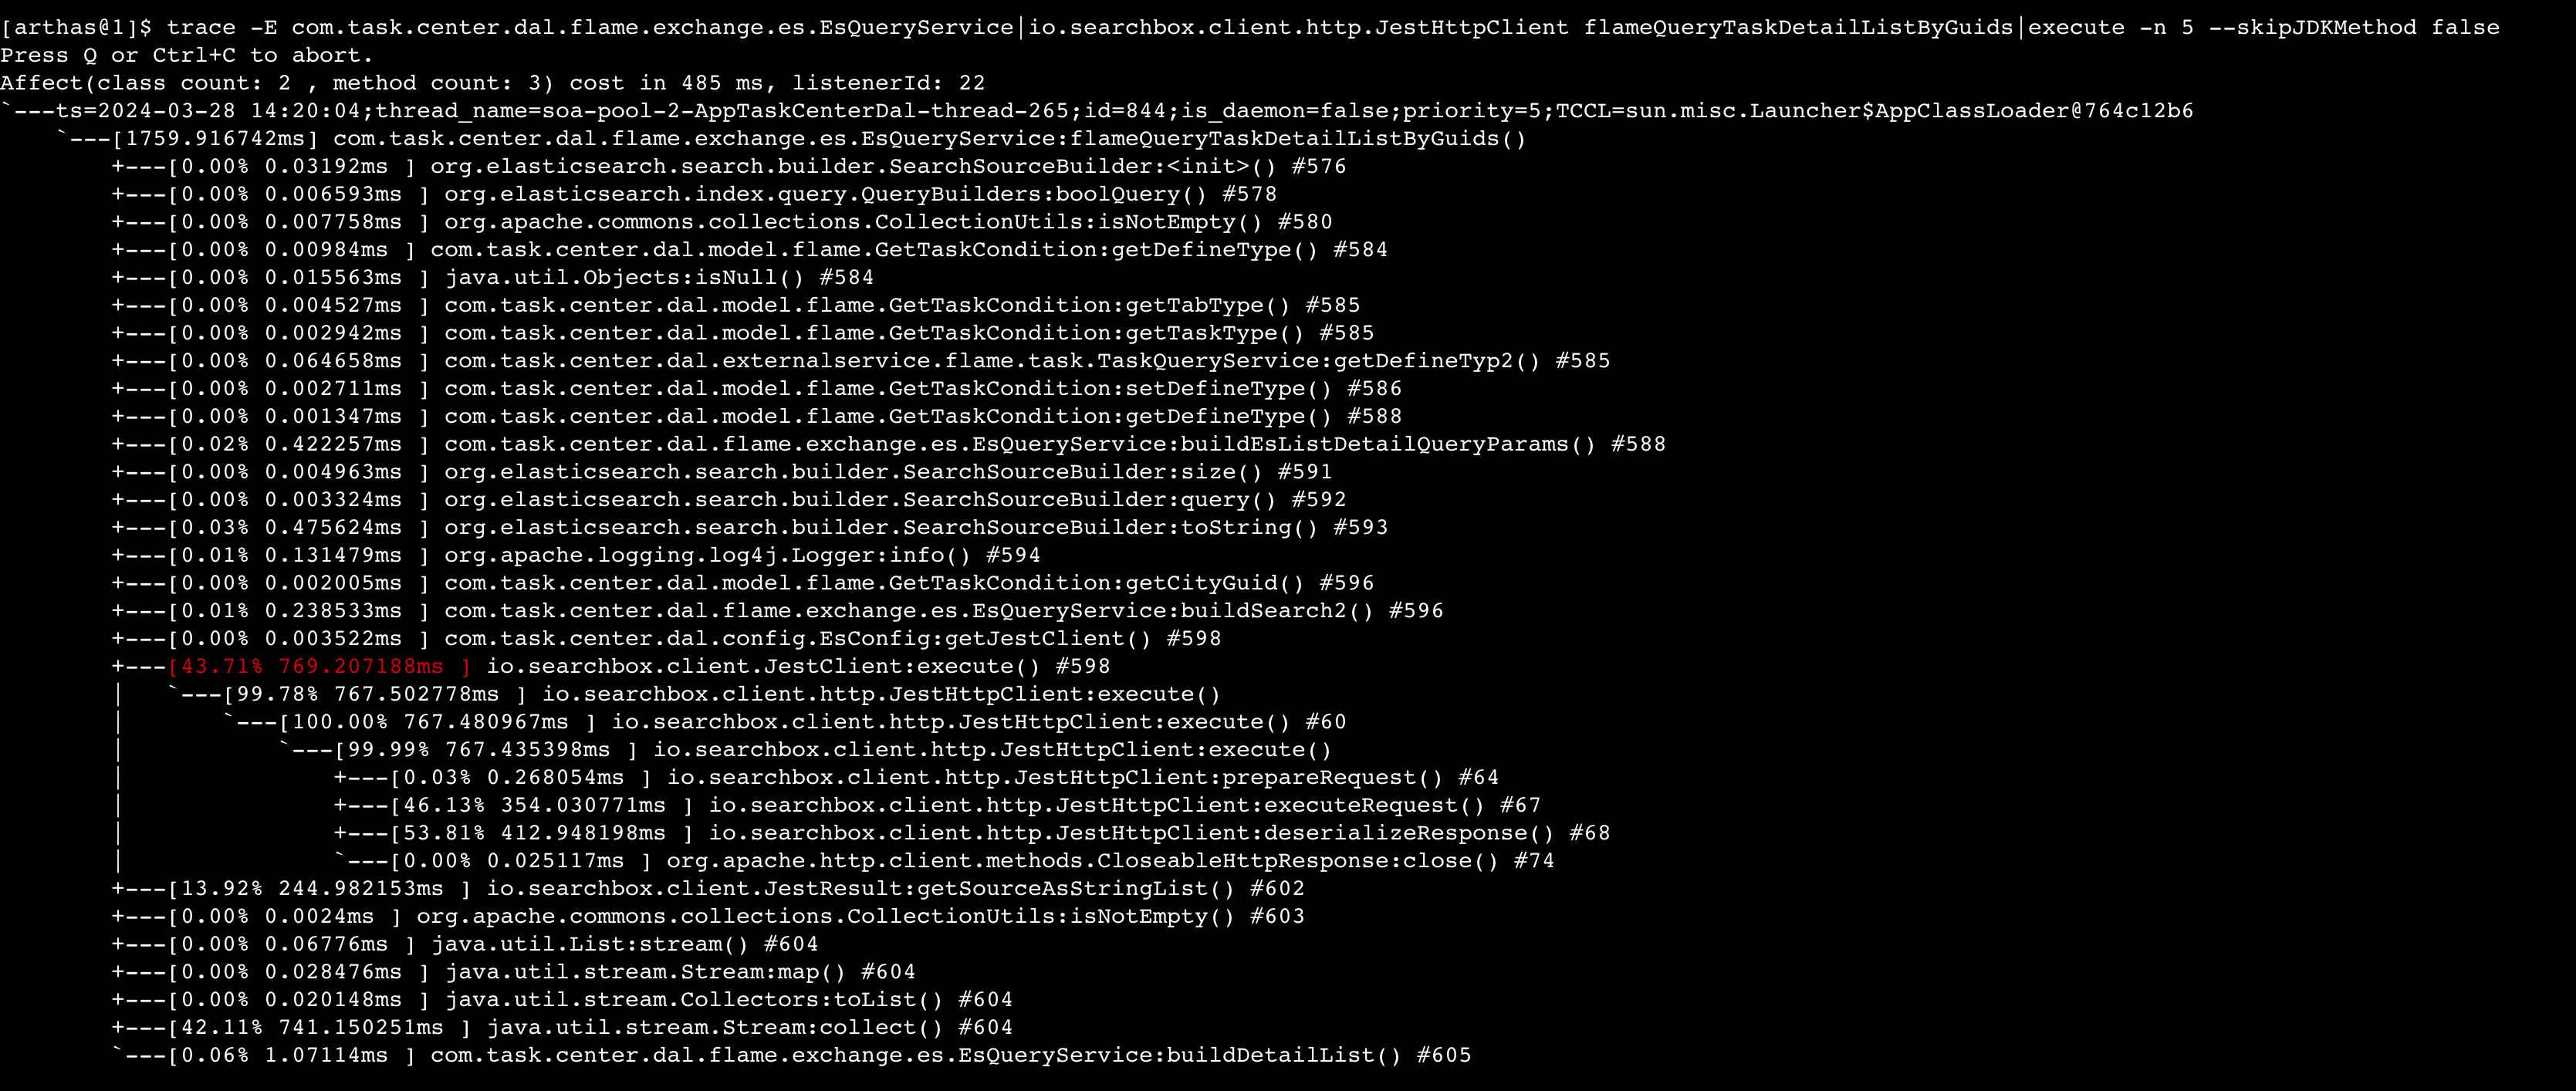 [arthas@1]$ trace -E com.task.center.dal.flame.exchange.es.EsQueryService|io.searchbox.client.http.JestHttpClient flameQueryTaskDetailListByGuids|execute -n 5 --skipJDKMethod false
Press Q or Ctrl+C to abort.
Affect(class count: 2 , method count: 3) cost in 485 ms, listenerId: 22
`---ts=2024-03-28 14:20:04;thread_name=soa-pool-2-AppTaskCenterDal-thread-265;id=844;is_daemon=false;priority=5;TCCL=sun.misc.Launcher$AppClassLoader@764c12b6
    `---[1759.916742ms] com.task.center.dal.flame.exchange.es.EsQueryService:flameQueryTaskDetailListByGuids()
        +---[0.00% 0.03192ms ] org.elasticsearch.search.builder.SearchSourceBuilder:<init>() #576
        +---[0.00% 0.006593ms ] org.elasticsearch.index.query.QueryBuilders:boolQuery() #578
        +---[0.00% 0.007758ms ] org.apache.commons.collections.CollectionUtils:isNotEmpty() #580
        +---[0.00% 0.00984ms ] com.task.center.dal.model.flame.GetTaskCondition:getDefineType() #584
        +---[0.00% 0.015563ms ] java.util.Objects:isNull() #584
        +---[0.00% 0.004527ms ] com.task.center.dal.model.flame.GetTaskCondition:getTabType() #585
        +---[0.00% 0.002942ms ] com.task.center.dal.model.flame.GetTaskCondition:getTaskType() #585
        +---[0.00% 0.064658ms ] com.task.center.dal.externalservice.flame.task.TaskQueryService:getDefineTyp2() #585
        +---[0.00% 0.002711ms ] com.task.center.dal.model.flame.GetTaskCondition:setDefineType() #586
        +---[0.00% 0.001347ms ] com.task.center.dal.model.flame.GetTaskCondition:getDefineType() #588
        +---[0.02% 0.422257ms ] com.task.center.dal.flame.exchange.es.EsQueryService:buildEsListDetailQueryParams() #588
        +---[0.00% 0.004963ms ] org.elasticsearch.search.builder.SearchSourceBuilder:size() #591
        +---[0.00% 0.003324ms ] org.elasticsearch.search.builder.SearchSourceBuilder:query() #592
        +---[0.03% 0.475624ms ] org.elasticsearch.search.builder.SearchSourceBuilder:toString() #593
        +---[0.01% 0.131479ms ] org.apache.logging.log4j.Logger:info() #594
        +---[0.00% 0.002005ms ] com.task.center.dal.model.flame.GetTaskCondition:getCityGuid() #596
        +---[0.01% 0.238533ms ] com.task.center.dal.flame.exchange.es.EsQueryService:buildSearch2() #596
        +---[0.00% 0.003522ms ] com.task.center.dal.config.EsConfig:getJestClient() #598
        +---[43.71% 769.207188ms ] io.searchbox.client.JestClient:execute() #598
        |   `---[99.78% 767.502778ms ] io.searchbox.client.http.JestHttpClient:execute()
        |       `---[100.00% 767.480967ms ] io.searchbox.client.http.JestHttpClient:execute() #60
        |           `---[99.99% 767.435398ms ] io.searchbox.client.http.JestHttpClient:execute()
        |               +---[0.03% 0.268054ms ] io.searchbox.client.http.JestHttpClient:prepareRequest() #64
        |               +---[46.13% 354.030771ms ] io.searchbox.client.http.JestHttpClient:executeRequest() #67
        |               +---[53.81% 412.948198ms ] io.searchbox.client.http.JestHttpClient:deserializeResponse() #68
        |               `---[0.00% 0.025117ms ] org.apache.http.client.methods.CloseableHttpResponse:close() #74
        +---[13.92% 244.982153ms ] io.searchbox.client.JestResult:getSourceAsStringList() #602
        +---[0.00% 0.0024ms ] org.apache.commons.collections.CollectionUtils:isNotEmpty() #603
        +---[0.00% 0.06776ms ] java.util.List:stream() #604
        +---[0.00% 0.028476ms ] java.util.stream.Stream:map() #604
        +---[0.00% 0.020148ms ] java.util.stream.Collectors:toList() #604
        +---[42.11% 741.150251ms ] java.util.stream.Stream:collect() #604
        `---[0.06% 1.07114ms ] com.task.center.dal.flame.exchange.es.EsQueryService:buildDetailList() #605